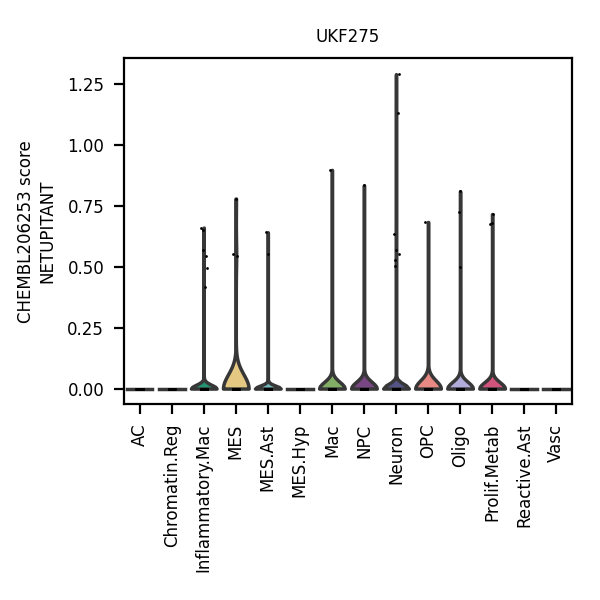 UKF275
CHEMBL206253 score
NETUPITANT
1.25
1.00
0.75
0.50
0.25
0.00
AC
Chromatin.Reg
Inflammatory.Mac
MES
MES.Ast
MES.Hyp
Mac
NPC
Neuron
OPC
Oligo
Prolif.Metab
Reactive.Ast
Vasc